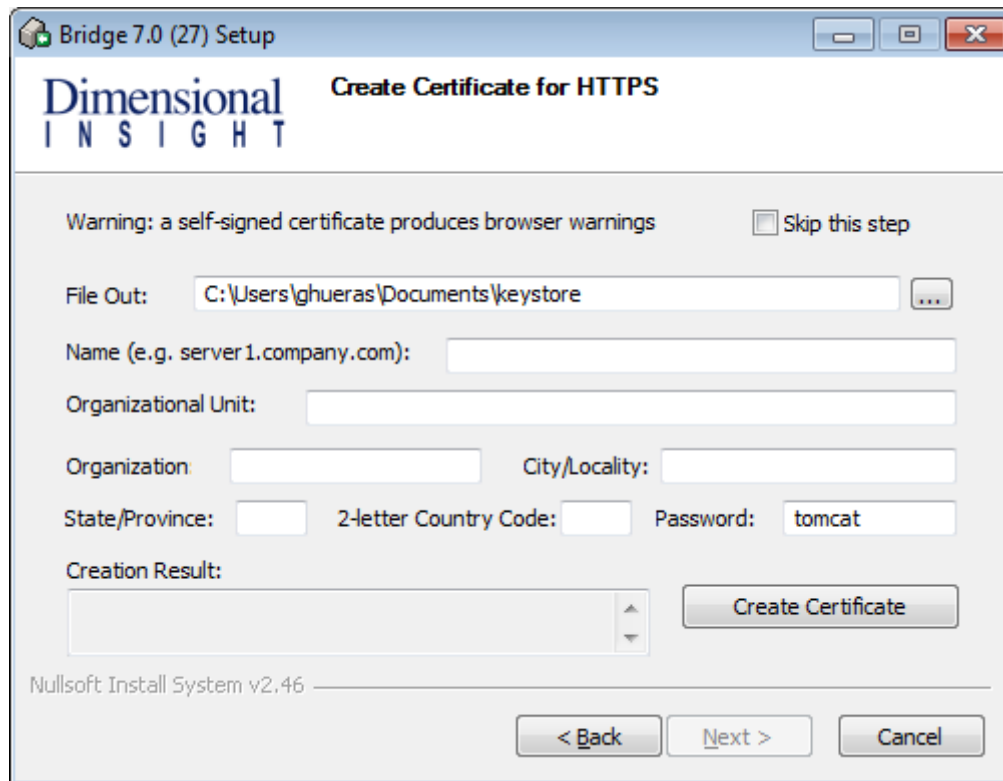 Bridge 7.0 (27) Setup
Dimensional
INSIGHT
Create Certificate for HTTPS
Warning: a self-signed certificate produces browser warnings
Skip this step
File Out: C:\Users\ghueras\Documents\keystore ...
Name (e.g. server1.company.com):
Organizational Unit:
Organization: City/Locality:
State/Province: 2-letter Country Code: Password: tomcat
Creation Result:
Create Certificate
Nullsoft Install System v2.46
< Back Next > Cancel